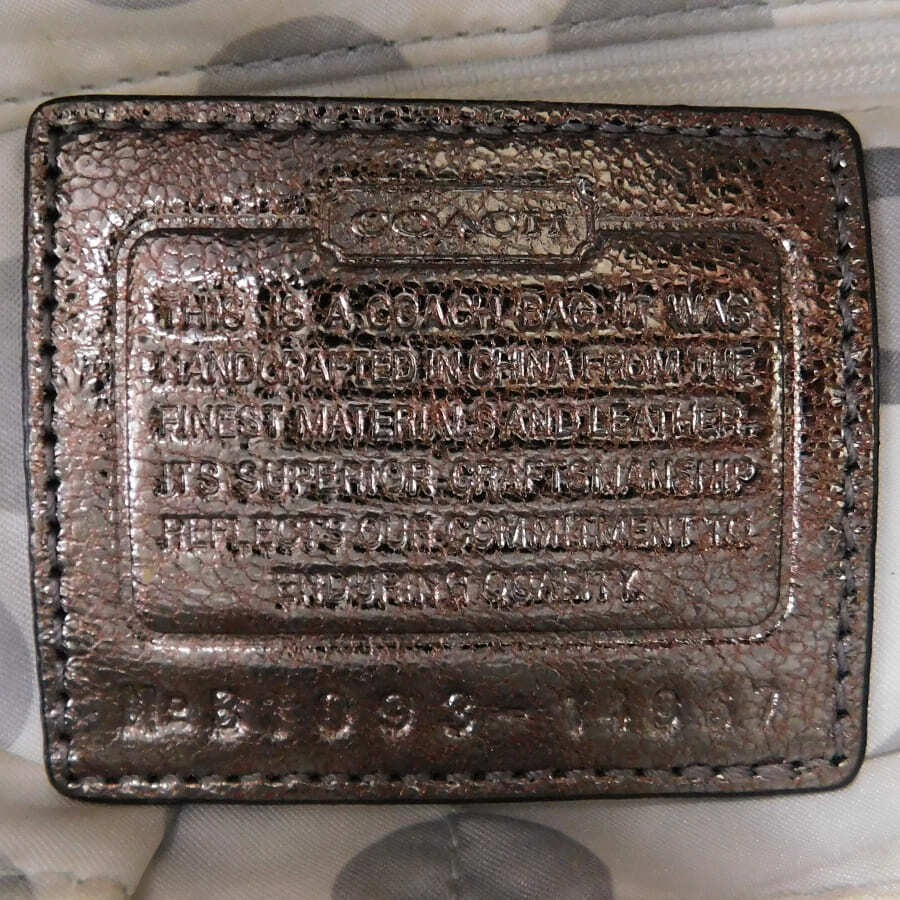 COACH
THIS IS A COACH BAG. IT WAS
HANDCRAFTED IN CHINA FROM THE
FINEST MATERIALS AND LEATHER.
ITS SUPERIOR CRAFTSMANSHIP
REFLECTS OUR COMMITMENT TO
ENDURING QUALITY.